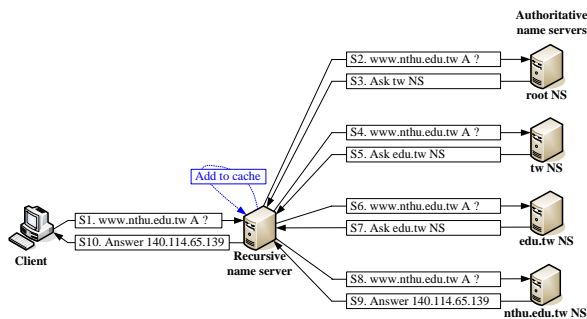 Authoritative
name servers
S2. www.nthu.edu.tw A ?
S3. Ask tw NS
root NS
S4. www.nthu.edu.tw A ?
S5. Ask edu.tw NS
tw NS
Add to cache
S1. www.nthu.edu.tw A ?
S10. Answer 140.114.65.139
Client
Recursive
name server
S6. www.nthu.edu.tw A ?
S7. Ask edu.tw NS
edu.tw NS
S8. www.nthu.edu.tw A ?
S9. Answer 140.114.65.139
nthu.edu.tw NS